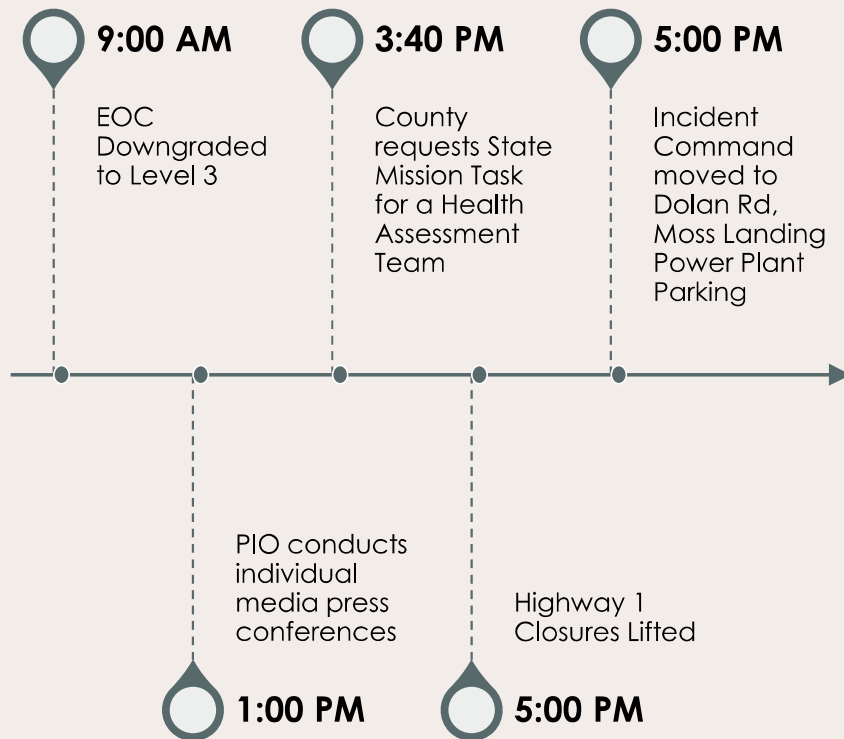 9:00 AM
EOC
Downgraded
to Level 3
3:40 PM
County
requests State
Mission Task
for a Health
Assessment
Team
5:00 PM
Incident
Command
moved to
Dolan Rd,
Moss Landing
Power Plant
Parking
PIO conducts
individual
media press
conferences
1:00 PM
Highway 1
Closures Lifted
5:00 PM